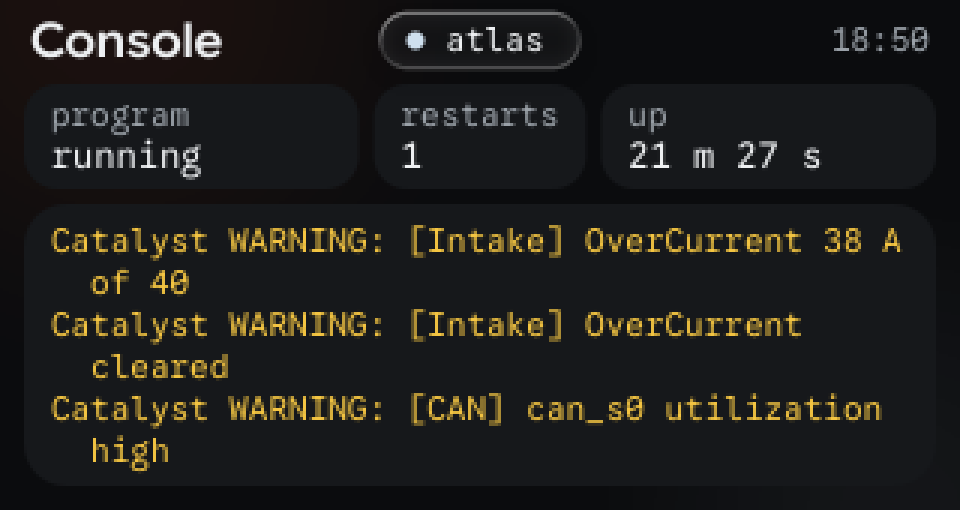 Console
atlas
18:50
program
running
restarts
1
up
21 m 27 s
Catalyst WARNING: [Intake] OverCurrent 38 A
of 40
Catalyst WARNING: [Intake] OverCurrent
cleared
Catalyst WARNING: [CAN] can_s0 utilization
high